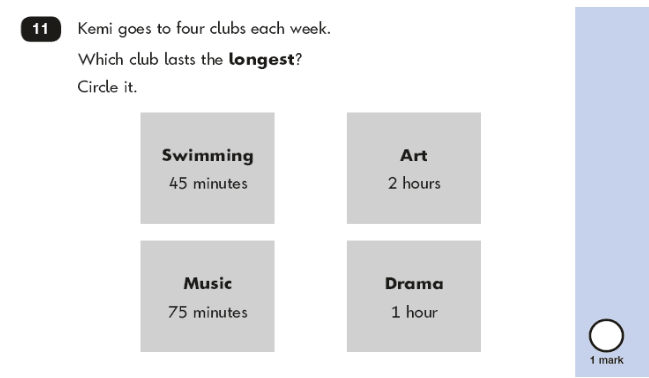 11 Kemi goes to four clubs each week.
Which club lasts the longest?
Circle it.
Swimming
45 minutes
Art
2 hours
Music
75 minutes
Drama
1 hour
1 mark